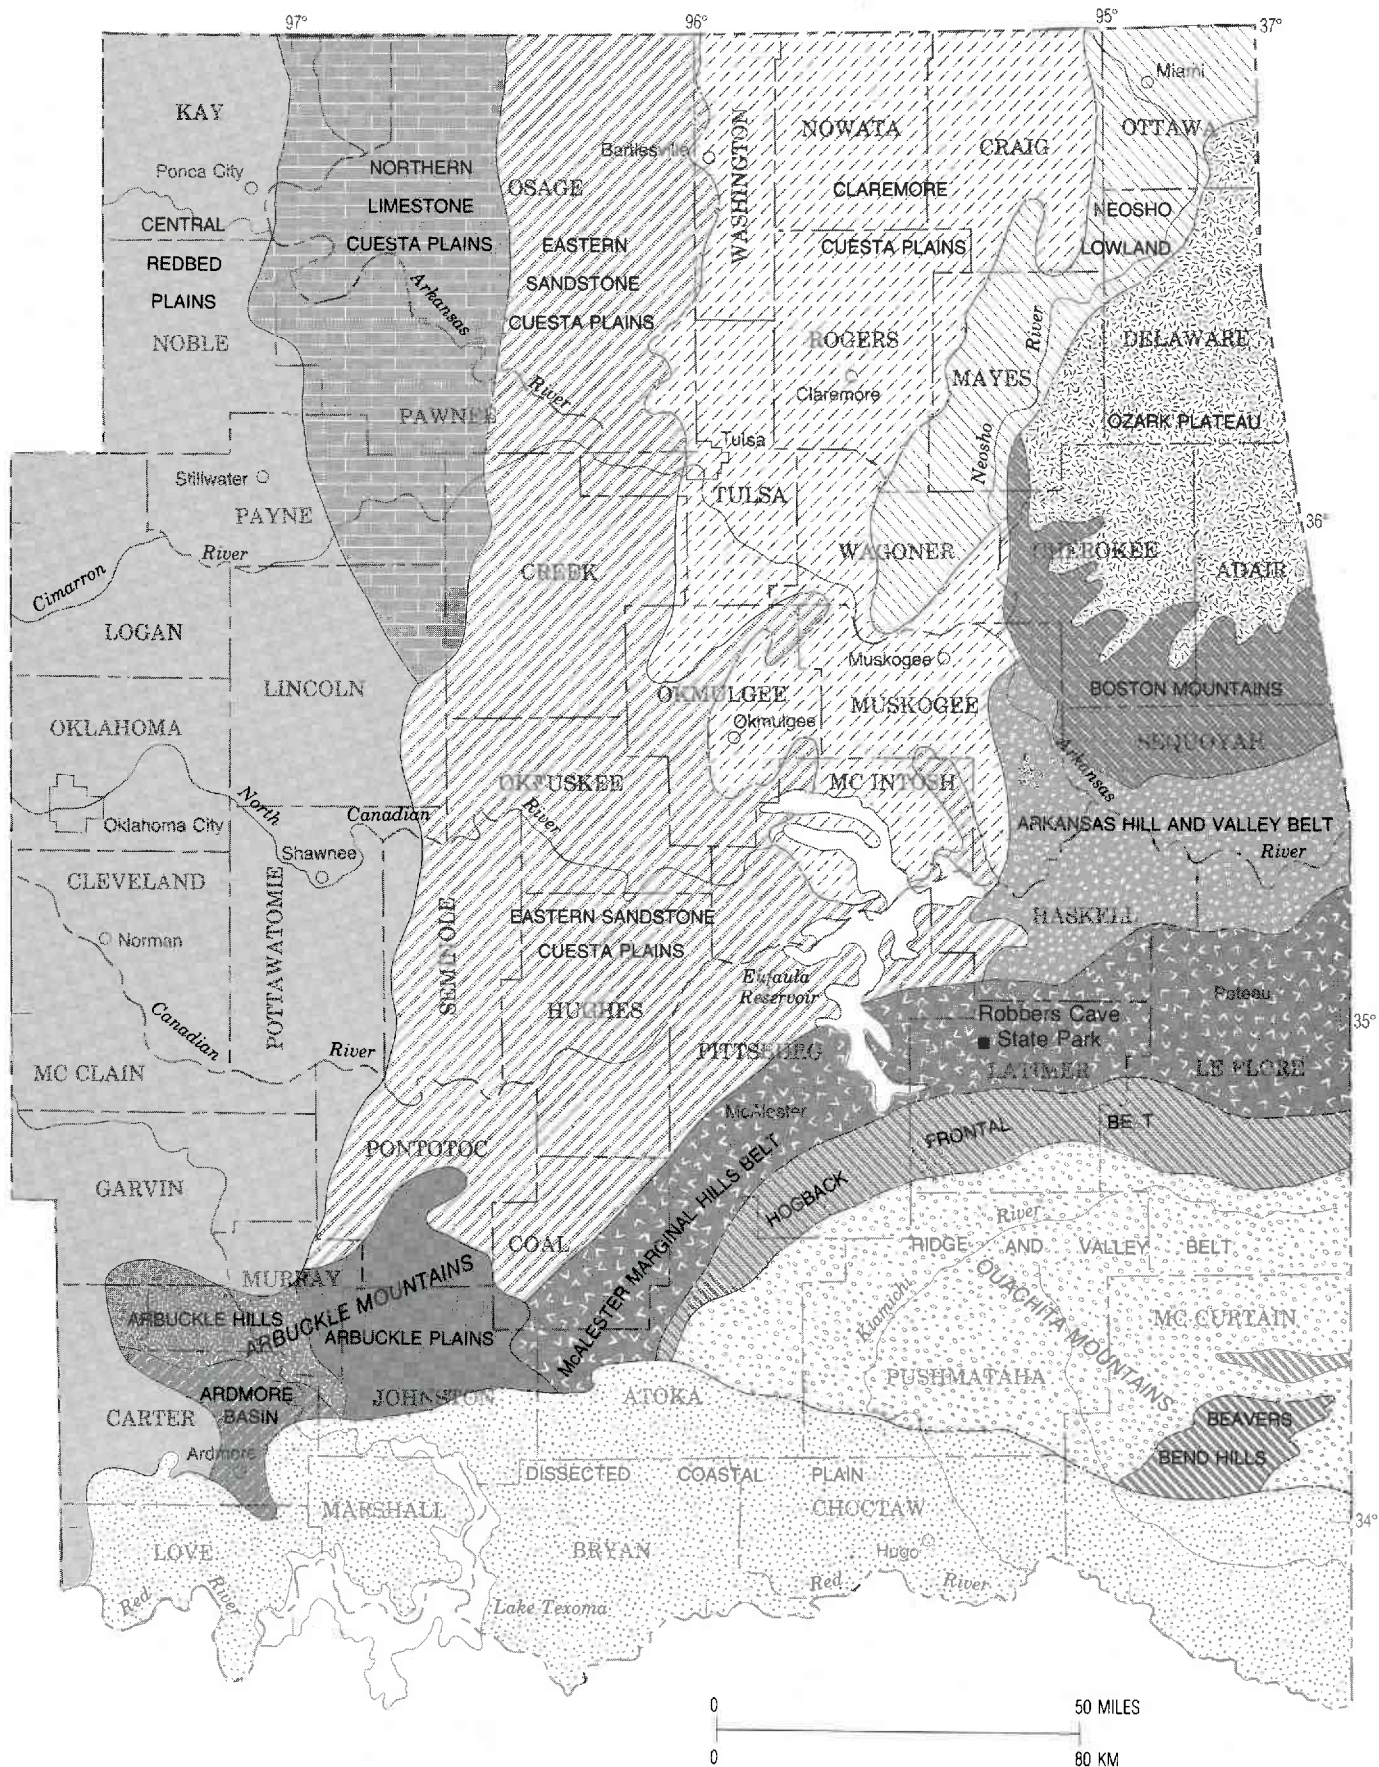 97°
96°
95°
37°
Miami
KAY
NOWATA
OTTAWA
WASHINGTON
CRAIG
Bartlesville
Ponca City
NORTHERN
LIMESTONE
CUESTA PLAINS
OSAGE
CLAREMORE
CUESTA PLAINS
NEOSHO
LOWLAND
CENTRAL
REDBED
PLAINS
EASTERN
SANDSTONE
CUESTA PLAINS
NOBLE
Arkansas
River
ROGERS
Claremore
River
MAYES
Neosho
DELAWARE
OZARK PLATEAU
PAWNEE
Tulsa
Stillwater
PAYNE
TULSA
36°
River
Cimarron
WAGONER
CHEROKEE
ADAIR
CREEK
LOGAN
Muskogee
LINCOLN
OKMULGEE
Okmulgee
MUSKOGEE
BOSTON MOUNTAINS
SEQUOYAH
OKLAHOMA
OKFUSKEE
MC INTOSH
Arkansas
North
Canadian
River
Oklahoma City
ARKANSAS HILL AND VALLEY BELT
River
Shawnee
CLEVELAND
POTTAWATOMIE
SEMINOLE
EASTERN SANDSTONE
CUESTA PLAINS
HASKELL
Norman
Eufaula
Reservoir
HUGHES
Poteau
Robbers Cave
State Park
35°
Canadian
River
PITTSBURG
LATIMER
LE FLORE
MC CLAIN
McAlester
FRONTAL
BELT
PONTOTOC
HOGBACK
GARVIN
McALESTER MARGINAL HILLS BELT
River
COAL
RIDGE AND VALLEY BELT
MURRAY
ARBUCKLE MOUNTAINS
OUACHITA MOUNTAINS
Kiamichi
MC CURTAIN
ARBUCKLE HILLS
ARBUCKLE PLAINS
PUSHMATAHA
ARDMORE
BASIN
JOHNSTON
ATOKA
CARTER
BEAVERS
BEND HILLS
Ardmore
DISSECTED COASTAL PLAIN
MARSHALL
CHOCTAW
34°
LOVE
BRYAN
Hugo
Red
River
Red
River
Lake Texoma
0
50 MILES
0
80 KM